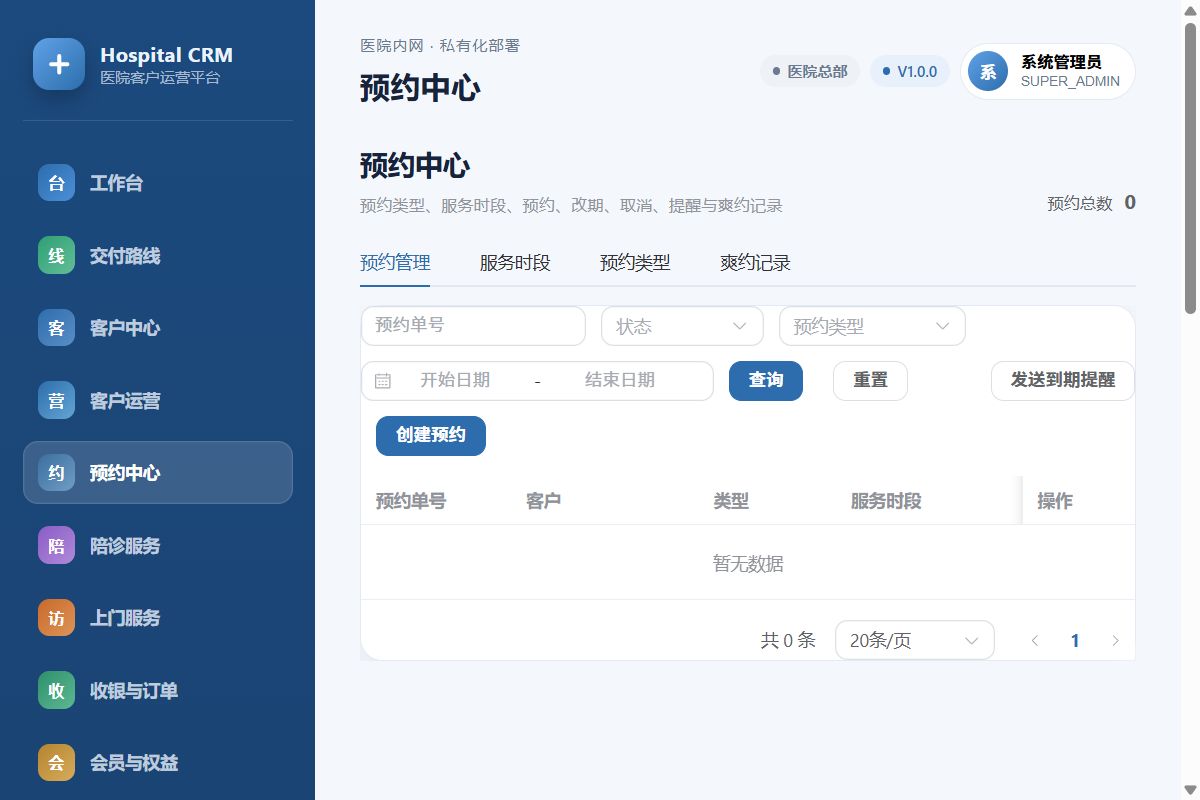 Hospital CRM
医院客户运营平台
台 工作台
线 交付路线
客 客户中心
营 客户运营
约 预约中心
陪 陪诊服务
访 上门服务
收 收银与订单
会 会员与权益
医院内网 · 私有化部署
预约中心
医院总部
V1.0.0
系 系统管理员
SUPER_ADMIN
预约中心
预约类型、服务时段、预约、改期、取消、提醒与爽约记录
预约总数 0
预约管理 服务时段 预约类型 爽约记录
预约单号 状态 预约类型
开始日期 - 结束日期 查询 重置 发送到期提醒
创建预约
预约单号 客户 类型 服务时段 操作
暂无数据
共 0 条 20条/页 1